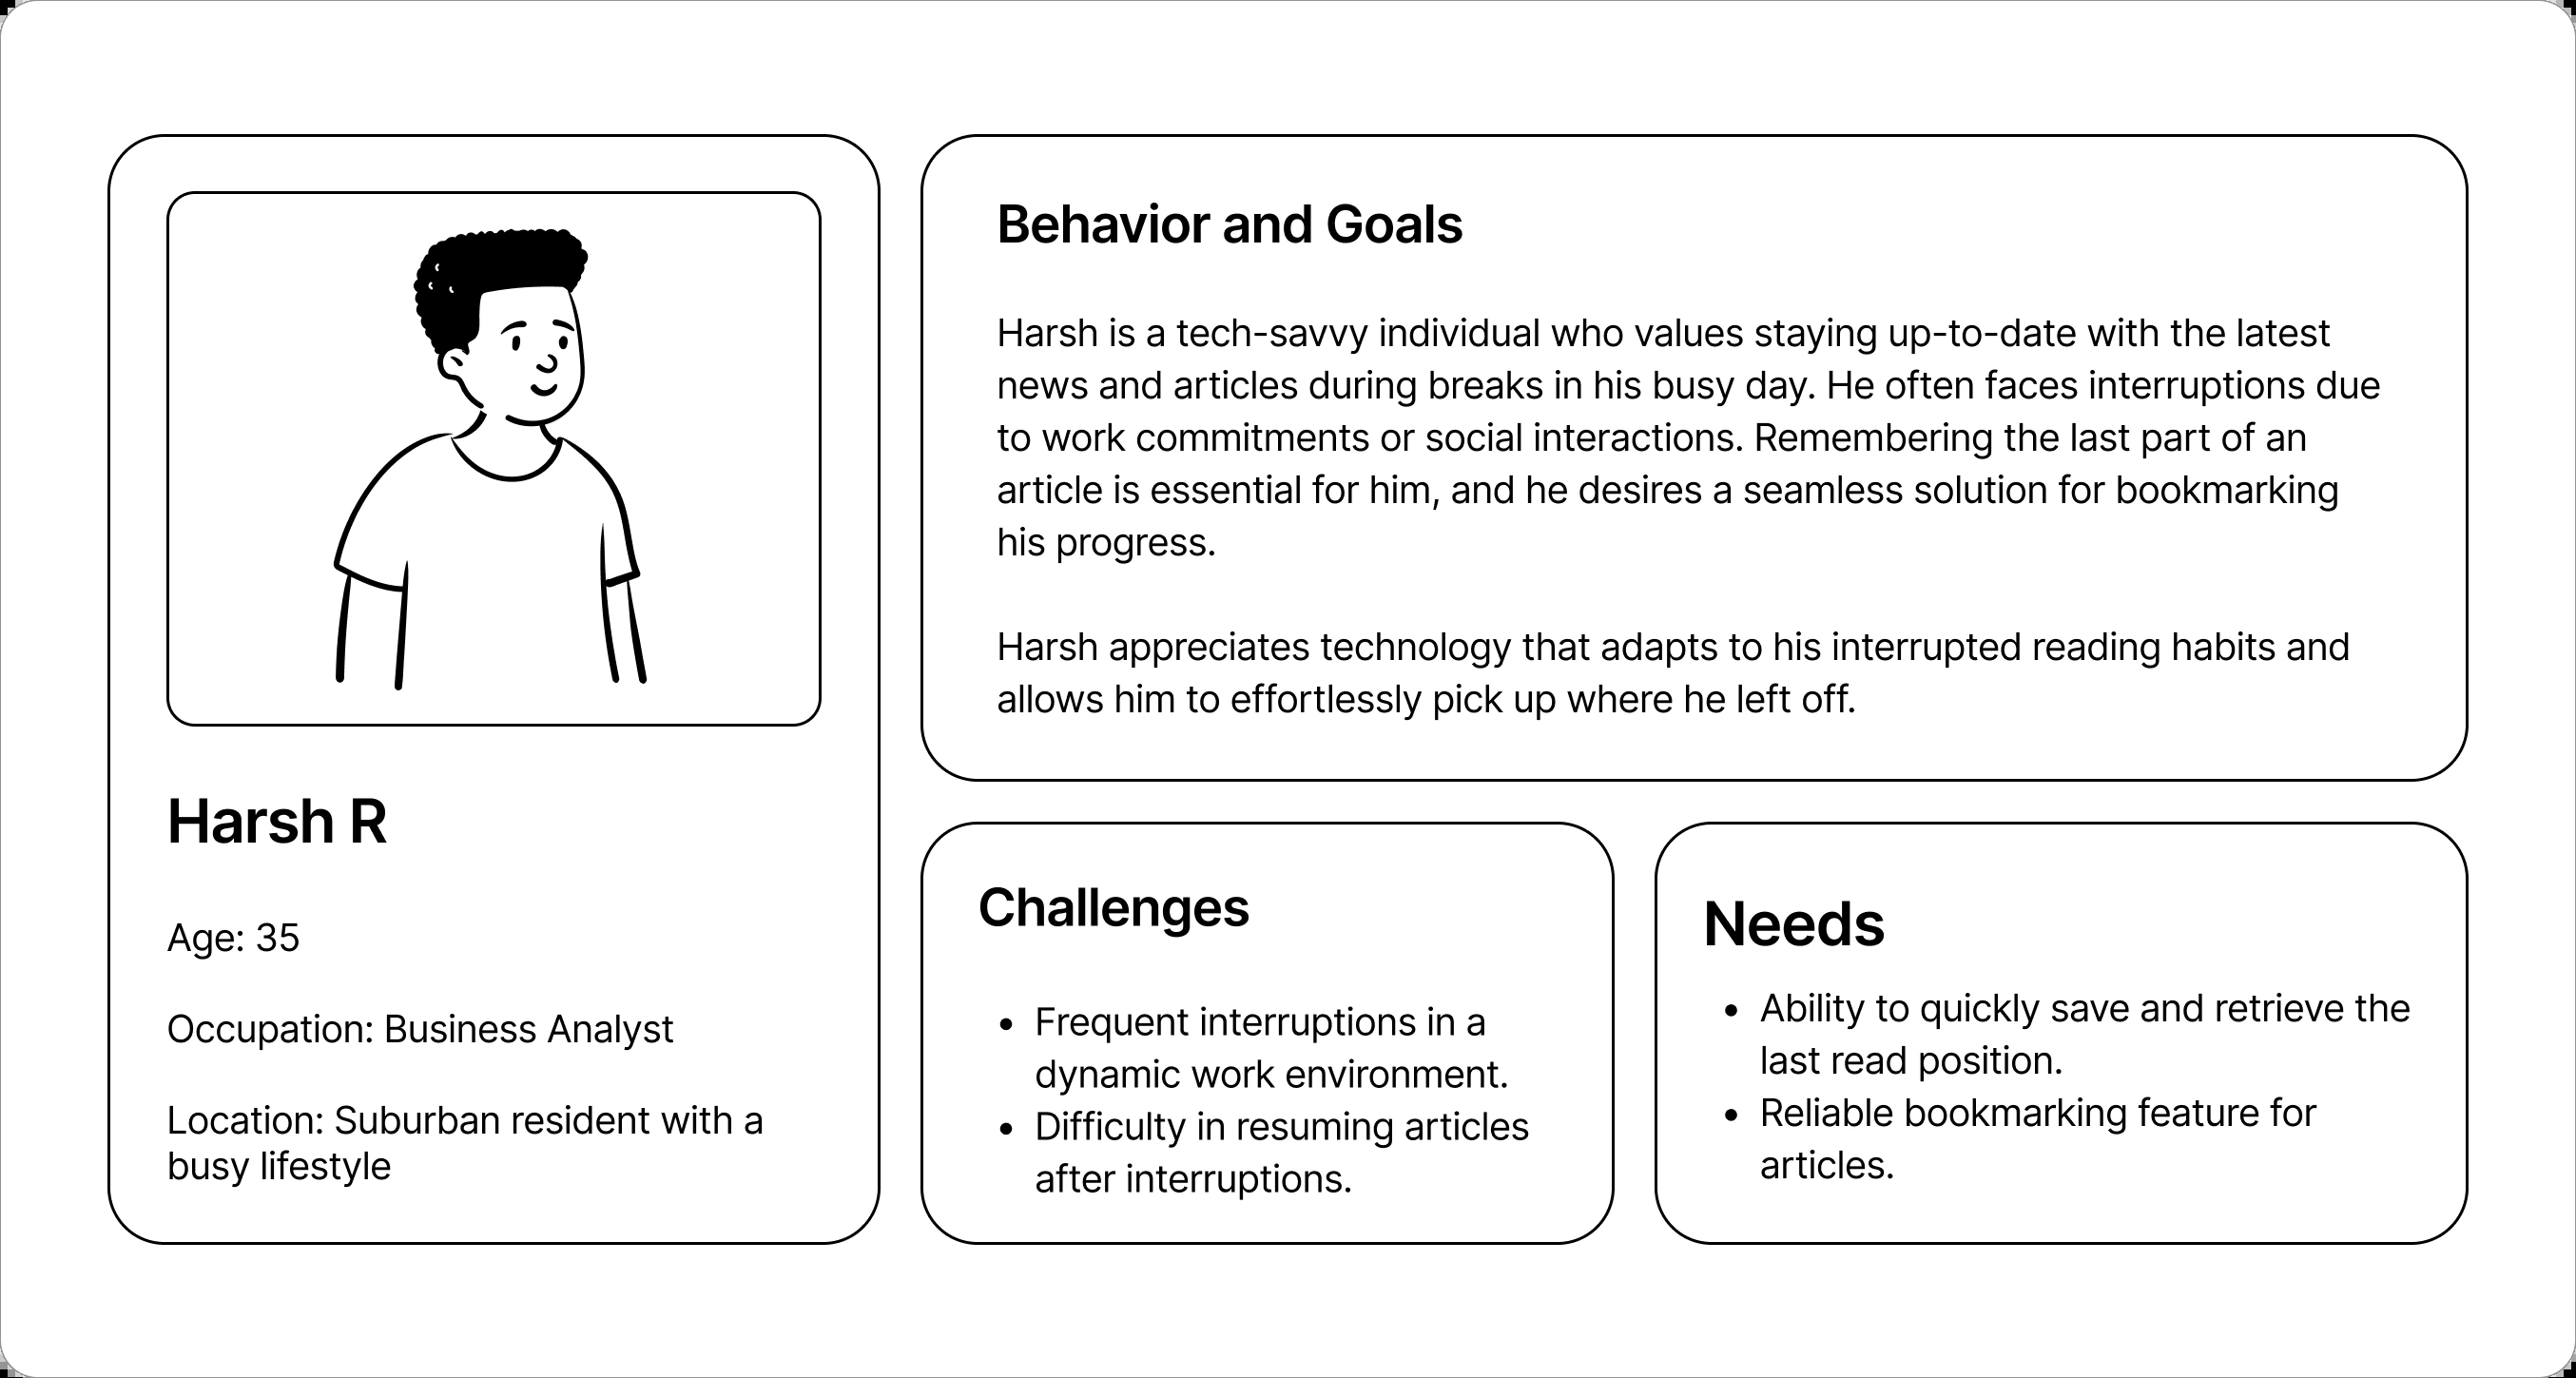 Harsh R
Age: 35
Occupation: Business Analyst
Location: Suburban resident with a
busy lifestyle
Behavior and Goals
Harsh is a tech-savvy individual who values staying up-to-date with the latest
news and articles during breaks in his busy day. He often faces interruptions due
to work commitments or social interactions. Remembering the last part of an
article is essential for him, and he desires a seamless solution for bookmarking
his progress.
Harsh appreciates technology that adapts to his interrupted reading habits and
allows him to effortlessly pick up where he left off.
Challenges
• Frequent interruptions in a
dynamic work environment.
• Difficulty in resuming articles
after interruptions.
Needs
• Ability to quickly save and retrieve the
last read position.
• Reliable bookmarking feature for
articles.